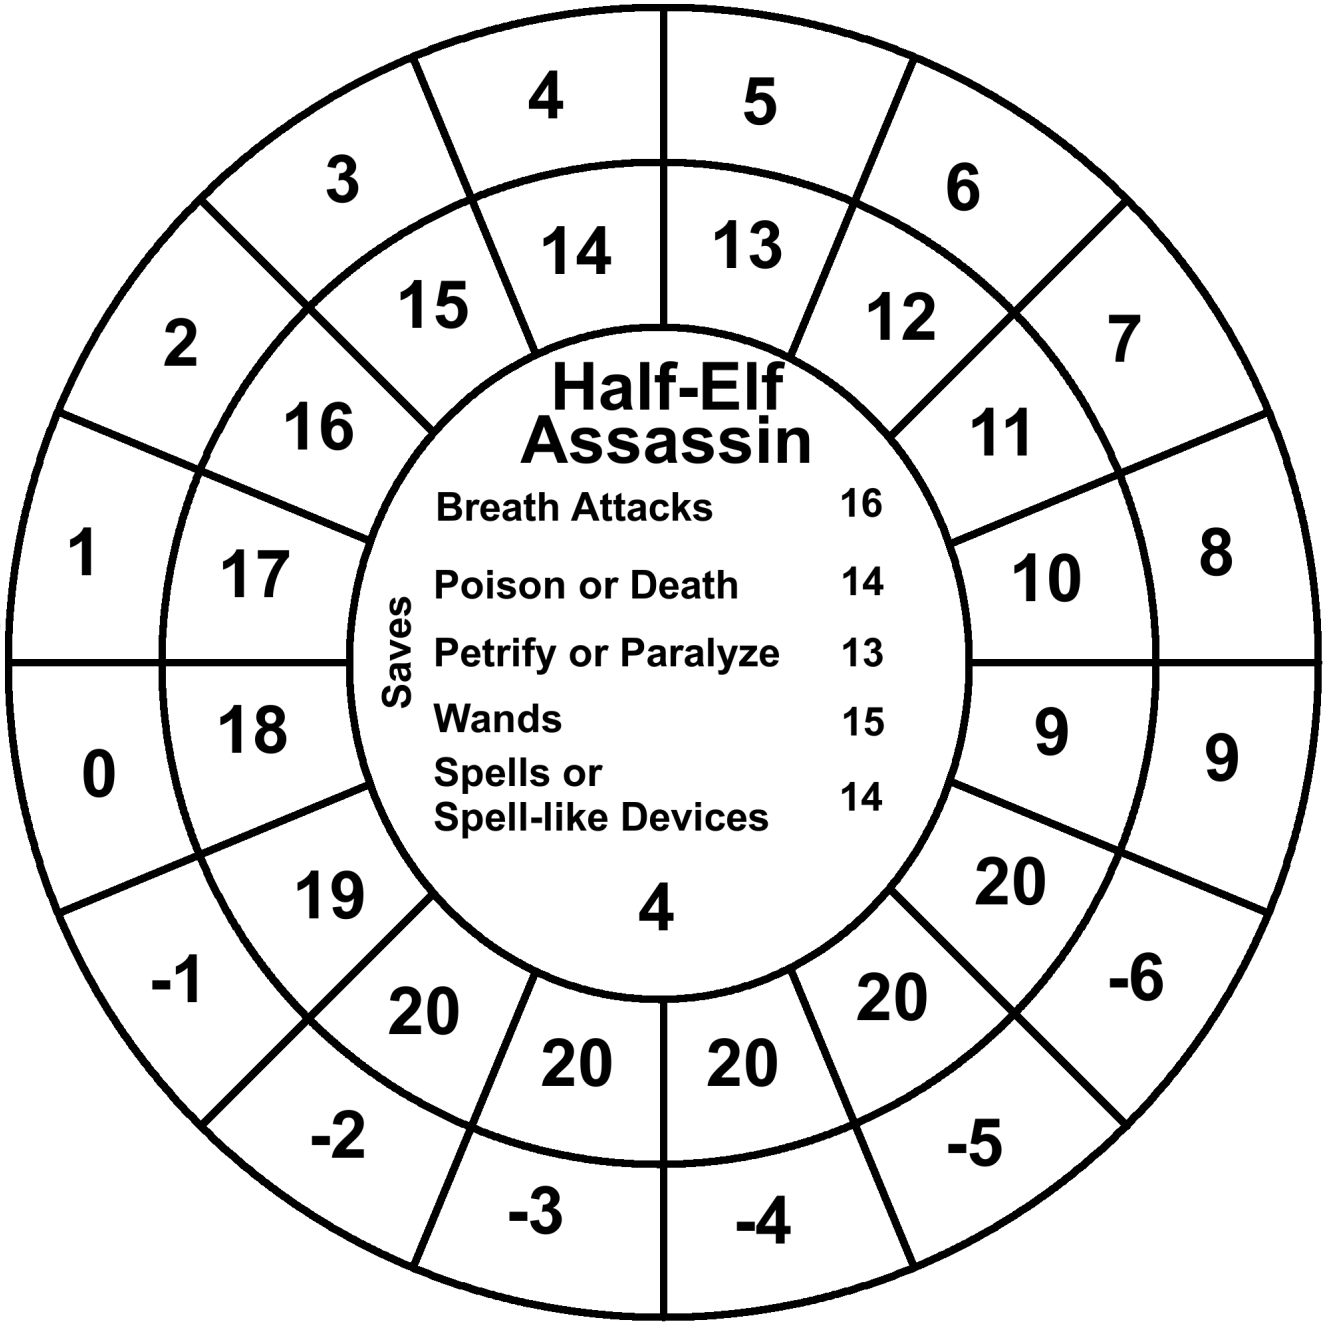 4 5
3 6
14 13
2 15 12 7
16 11
Half-Elf
Assassin
Breath Attacks 16
1 17 10 8
Poison or Death 14
Saves
Petrify or Paralyze 13
Wands 15
0 18 9 9
Spells or
Spell-like Devices 14
19 20
4
-1 -6
20 20
20 20
-2 -5
-3 -4